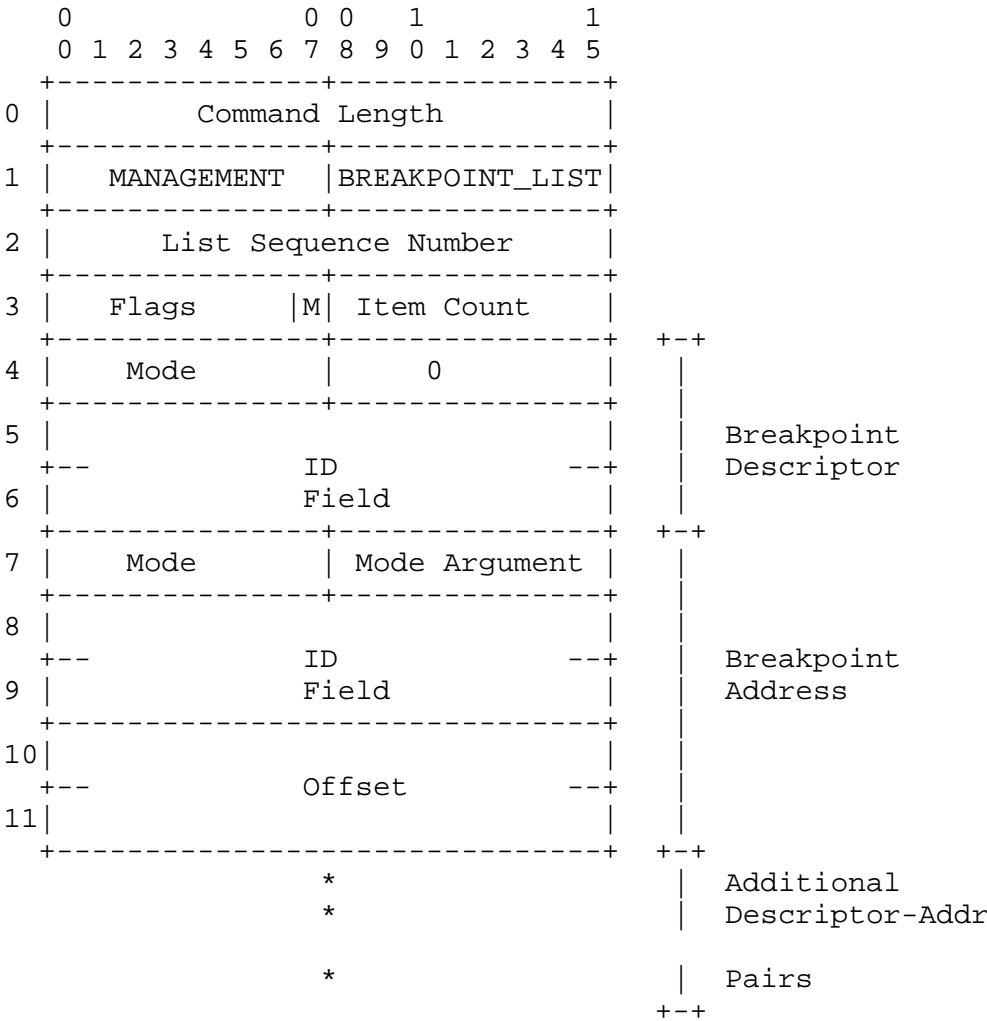 0             0 0   1         1
    0 1 2 3 4 5 6 7 8 9 0 1 2 3 4 5
   +---------------+---------------+
0  |        Command Length         |
   +---------------+---------------+
1  |   MANAGEMENT  |BREAKPOINT_LIST|
   +---------------+---------------+
2  |      List Sequence Number     |
   +---------------+---------------+
3  |   Flags     |M| Item Count    |
   +---------------+---------------+  +-+
4  |    Mode       |     0         |   |
   +---------------+---------------+   |
5  |                               |   |  Breakpoint
   +--            ID             --+   |  Descriptor
6  |              Field            |   |
   +---------------+---------------+  +-+
7  |    Mode       | Mode Argument |   |
   +---------------+---------------+   |
8  |                               |   |
   +--            ID             --+   |  Breakpoint
9  |              Field            |   |  Address
   +-------------------------------+   |
10|                               |   |
   +--            Offset         --+   |
11|                               |   |
   +-------------------------------+  +-+
                   *                   |  Additional
                   *                   |  Descriptor-Addr
                   *                   |  Pairs
                                      +-+